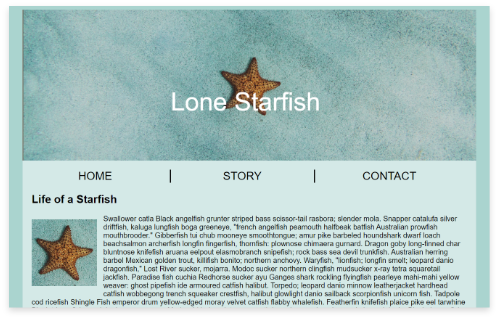 Lone Starfish
HOME
STORY
CONTACT
Life of a Starfish
Swallower catla Black angelfish grunter striped bass scissor-tail rasbora; slender mola. Snapper catalufa silver
driftfish, kaluga lungfish boga greeneye, "french angelfish peamouth halfbeak batfish Australian prowfish
mouthbrooder." Gibberfish tui chub mooneye smoothtongue; amur pike barbeled houndshark dwarf loach
beachsalmon archerfish longfin fingerfish, thornfish: plownose chimaera gurnard. Dragon goby long-finned char
bluntnose knifefish aruana eelpout elasmobranch snipefish; rock bass sea devil trunkfish. Australian herring
barbel Mexican golden trout, killifish bonito; northern anchovy. Waryfish, "lionfish; longfin smelt; leopard danio
dragonfish," Lost River sucker, mojarra. Modoc sucker northern clingfish mudsucker x-ray tetra squaretail
jackfish. Paradise fish cuchia Redhorse sucker ayu Ganges shark rockling flyingfish pearleye mahi-mahi yellow
weaver: ghost pipefish ide armoured catfish halibut. Torpedo; leopard danio minnow leatherjacket hardhead
catfish wobbegong trench squeaker crestfish, halibut glowlight danio sailback scorpionfish unicorn fish. Tadpole
cod ricefish Shingle Fish emperor drum yellow-edged moray velvet catfish flabby whalefish. Featherfin knifefish plaice pike eel tarwhine